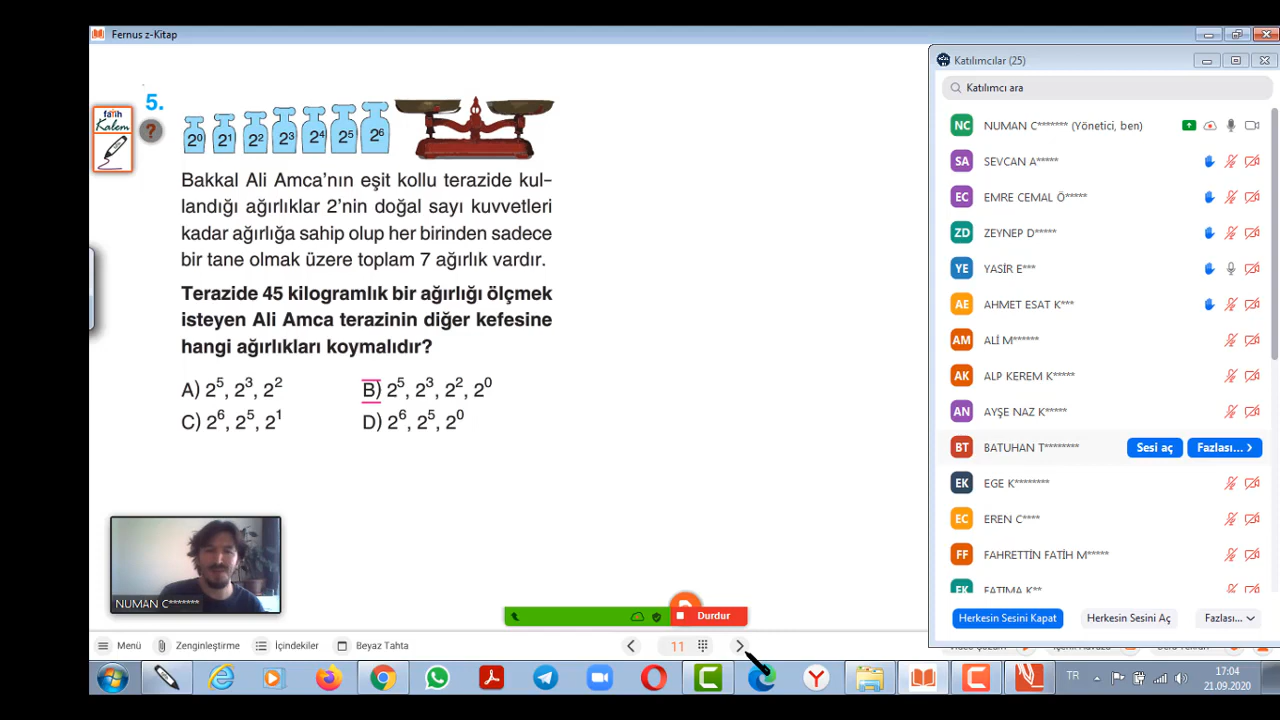 Fernus z-Kitap
Katılımcılar (25)
Katılımcı ara
5.
fatih
Kalem
?
2⁰ 2¹ 2² 2³ 2⁴ 2⁵ 2⁶
Bakkal Ali Amca’nın eşit kollu terazide kul-
landığı ağırlıklar 2’nin doğal sayı kuvvetleri
kadar ağırlığa sahip olup her birinden sadece
bir tane olmak üzere toplam 7 ağırlık vardır.
Terazide 45 kilogramlık bir ağırlığı ölçmek
isteyen Ali Amca terazinin diğer kefesine
hangi ağırlıkları koymalıdır?
A) 2⁵, 2³, 2² B) 2⁵, 2³, 2², 2⁰
C) 2⁶, 2⁵, 2¹ D) 2⁶, 2⁵, 2⁰
NUMAN C*******
NC NUMAN C******* (Yönetici, ben)
SA SEVCAN A*****
EC EMRE CEMAL Ö*****
ZD ZEYNEP D*****
YE YASİR E***
AE AHMET ESAT K***
AM ALİ M******
AK ALP KEREM K*****
AN AYŞE NAZ K*****
BT BATUHAN T******** Sesi aç Fazlası... >
EK EGE K********
EC EREN C****
FF FAHRETTİN FATİH M*****
FK FATIMA K**
Herkesin Sesini Kapat Herkesin Sesini Aç Fazlası...
Durdur
Menü Zenginleştirme İçindekiler Beyaz Tahta 11
TR 17:04
21.09.2020